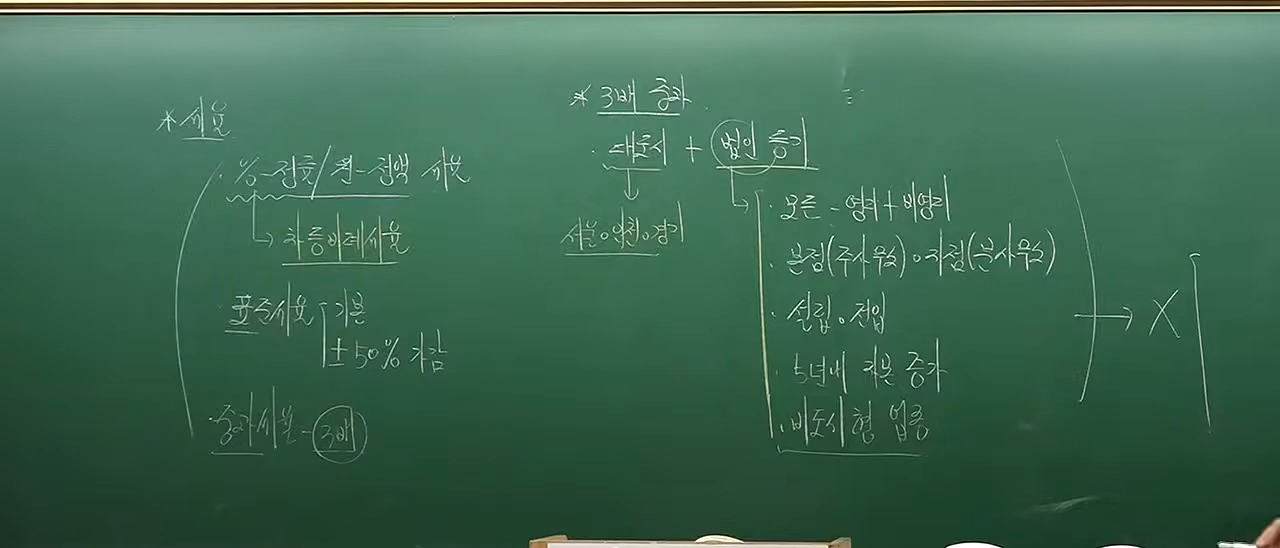 * 세율
· % - 정률 / 천 - 정액 세율
→ 차등비례세율
· 표준세율 기본
± 50% 가감
· 중과세율 - 3배
* 3배 중과
· 대도시 + 법인 등기
↓
서울 ∘ 인천 ∘ 경기
· 모든 - 영리 + 비영리
· 본점(주사무소) ∘ 지점(분사무소)
· 설립 ∘ 전입
· 5년내 자본 증가
· 비도시형 업종
→ X